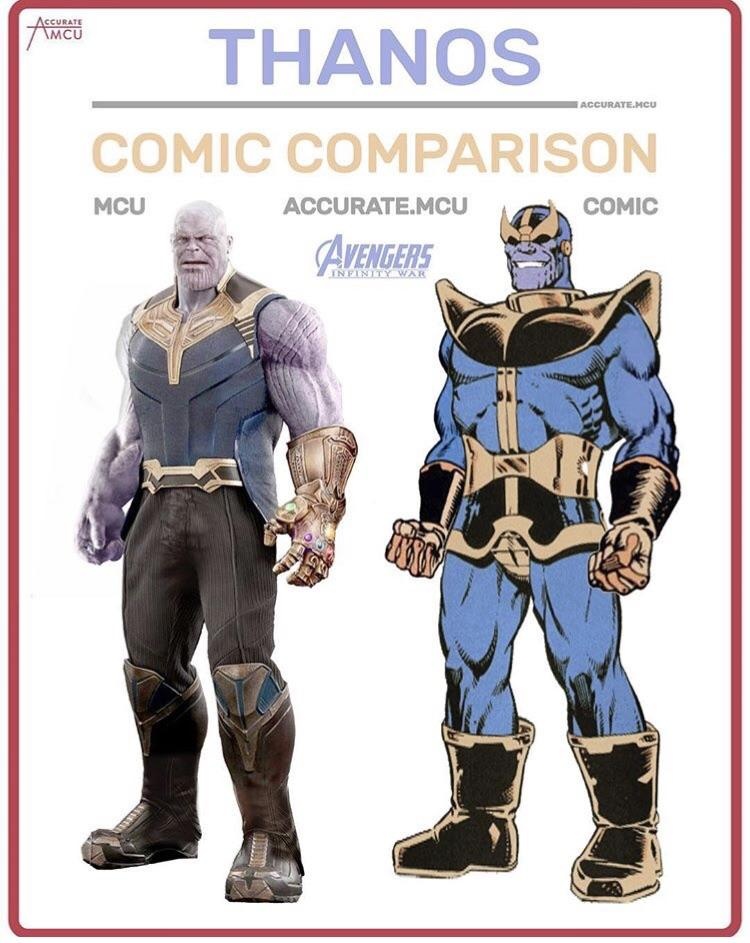 ACCURATE
MCU
THANOS
ACCURATE.MCU
COMIC COMPARISON
MCU
ACCURATE.MCU
COMIC
AVENGERS
INFINITY WAR